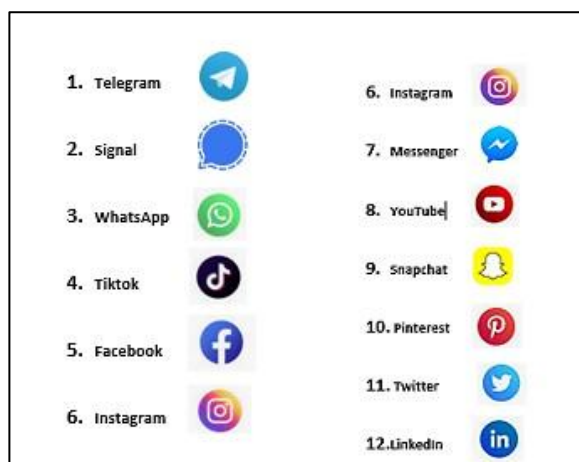 1. Telegram
2. Signal
3. WhatsApp
4. Tiktok
5. Facebook
6. Instagram
6. Instagram
7. Messenger
8. YouTube
9. Snapchat
10. Pinterest
11. Twitter
12.LinkedIn
in